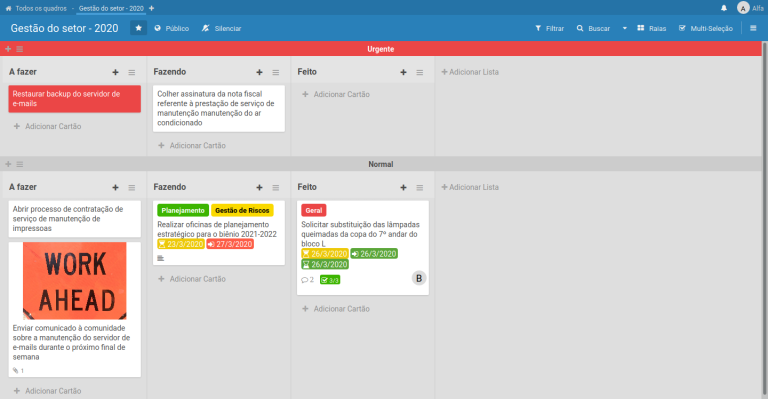 Todos os quadros - Gestão do setor - 2020
A Alfa
Gestão do setor - 2020 Público Silenciar Filtrar Buscar Raias Multi-Seleção
Urgente
A fazer
Restaurar backup do servidor de
e-mails
Adicionar Cartão
Fazendo
Colher assinatura da nota fiscal
referente à prestação de serviço de
manutenção manutenção do ar
condicionado
Adicionar Cartão
Feito
Adicionar Cartão
Adicionar Lista
Normal
A fazer
Abrir processo de contratação de
serviço de manutenção de
impressoas
WORK
AHEAD
Enviar comunicado à comunidade
sobre a manutenção do servidor de
e-mails durante o próximo final de
semana
1
Adicionar Cartão
Fazendo
Planejamento Gestão de Riscos
Realizar oficinas de planejamento
estratégico para o biênio 2021-2022
23/3/2020 27/3/2020
Adicionar Cartão
Feito
Geral
Solicitar substituição das lâmpadas
queimadas da copa do 7º andar do
bloco L
26/3/2020 26/3/2020
26/3/2020
2 3/3 B
Adicionar Cartão
Adicionar Lista